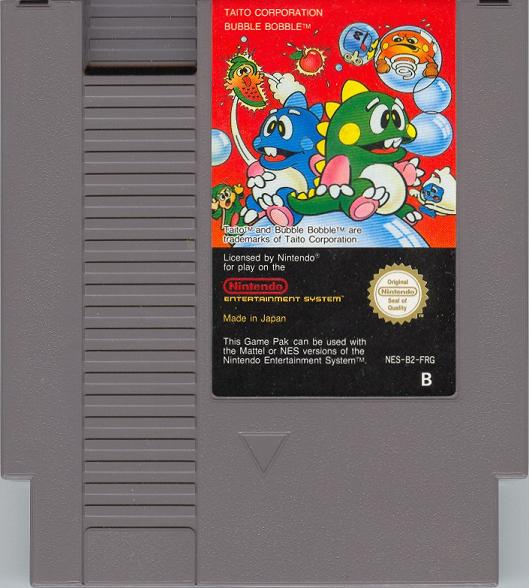 TAITO CORPORATION
BUBBLE BOBBLE™
Taito™ and Bubble Bobble™ are
trademarks of Taito Corporation.
Licensed by Nintendo®
for play on the
Nintendo®
ENTERTAINMENT SYSTEM™
Original
Nintendo
Seal of
Quality
TM
Made in Japan
This Game Pak can be used with
the Mattel or NES versions of the
Nintendo Entertainment System™.
NES-B2-FRG
B